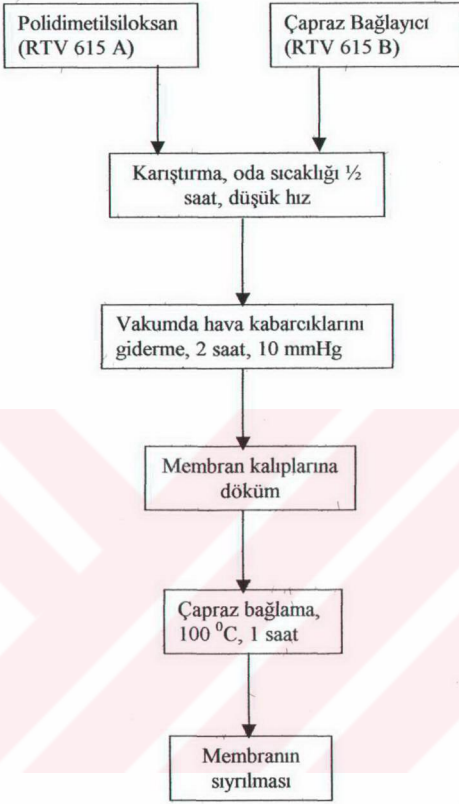 Polidimetilsiloksan
(RTV 615 A)
Çapraz Bağlayıcı
(RTV 615 B)
Karıştırma, oda sıcaklığı ½
saat, düşük hız
Vakumda hava kabarcıklarını
giderme, 2 saat, 10 mmHg
Membran kalıplarına
döküm
Çapraz bağlama,
100 ⁰C, 1 saat
Membranın
sıyrılması